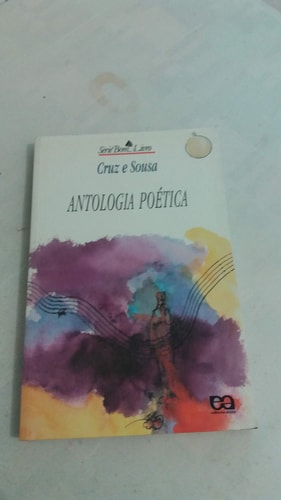 Série Bom Livro
Cruz e Sousa
ANTOLOGIA POÉTICA